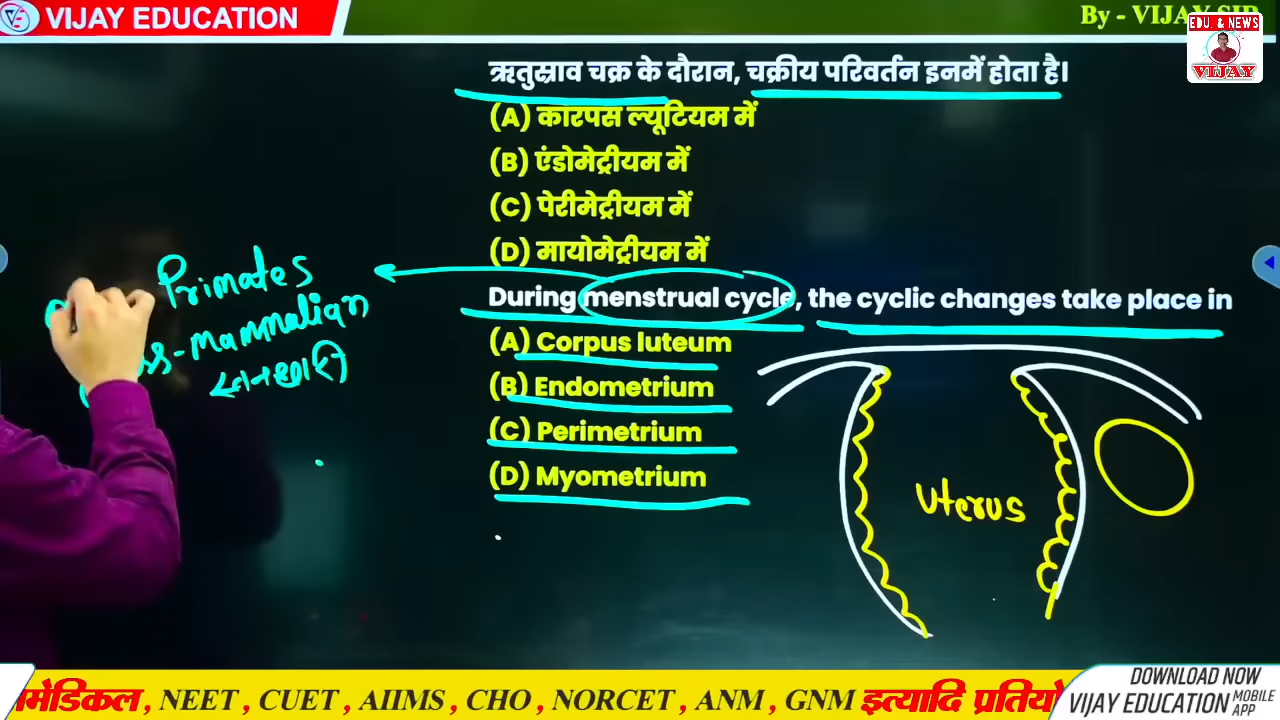 VIJAY EDUCATION
By - VIJAY SIR
EDU. & NEWS
VIJAY
ऋतुस्राव चक्र के दौरान, चक्रीय परिवर्तन इनमें होता है।
(A) कारपस ल्यूटियम में
(B) एंडोमेट्रीयम में
(C) पेरीमेट्रीयम में
(D) मायोमेट्रीयम में
During menstrual cycle, the cyclic changes take place in
(A) Corpus luteum
(B) Endometrium
(C) Perimetrium
(D) Myometrium
Primates
mammalian
Uterus
, NEET , CUET , AIIMS , CHO , NORCET , ANM , GNM इत्यादि
DOWNLOAD NOW
VIJAY EDUCATION MOBILE APP